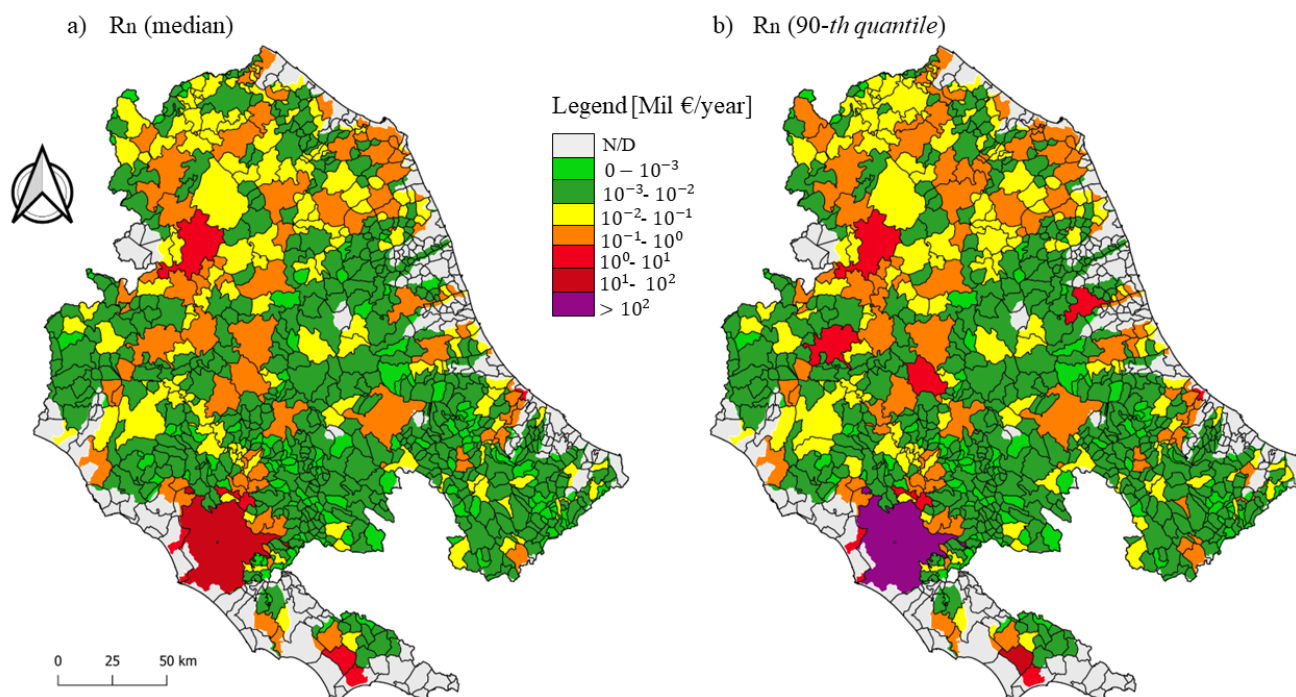 a) Rn (median)
b) Rn (90-th quantile)
Legend [Mil €/year]
N/D
0 – 10⁻³
10⁻³- 10⁻²
10⁻²- 10⁻¹
10⁻¹- 10⁰
10⁰- 10¹
10¹- 10²
> 10²
0 25 50 km